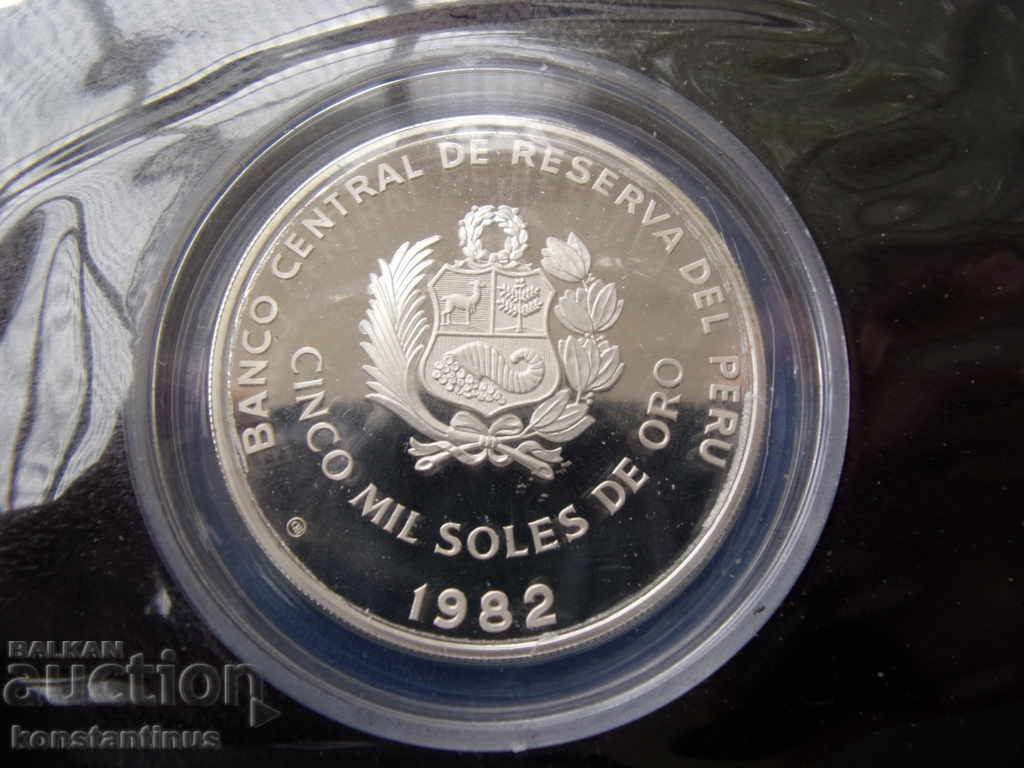 BANCO CENTRAL DE RESERVA DEL PERU
CINCO MIL SOLES DE ORO
1982
BALKAN
auction
konstantinus